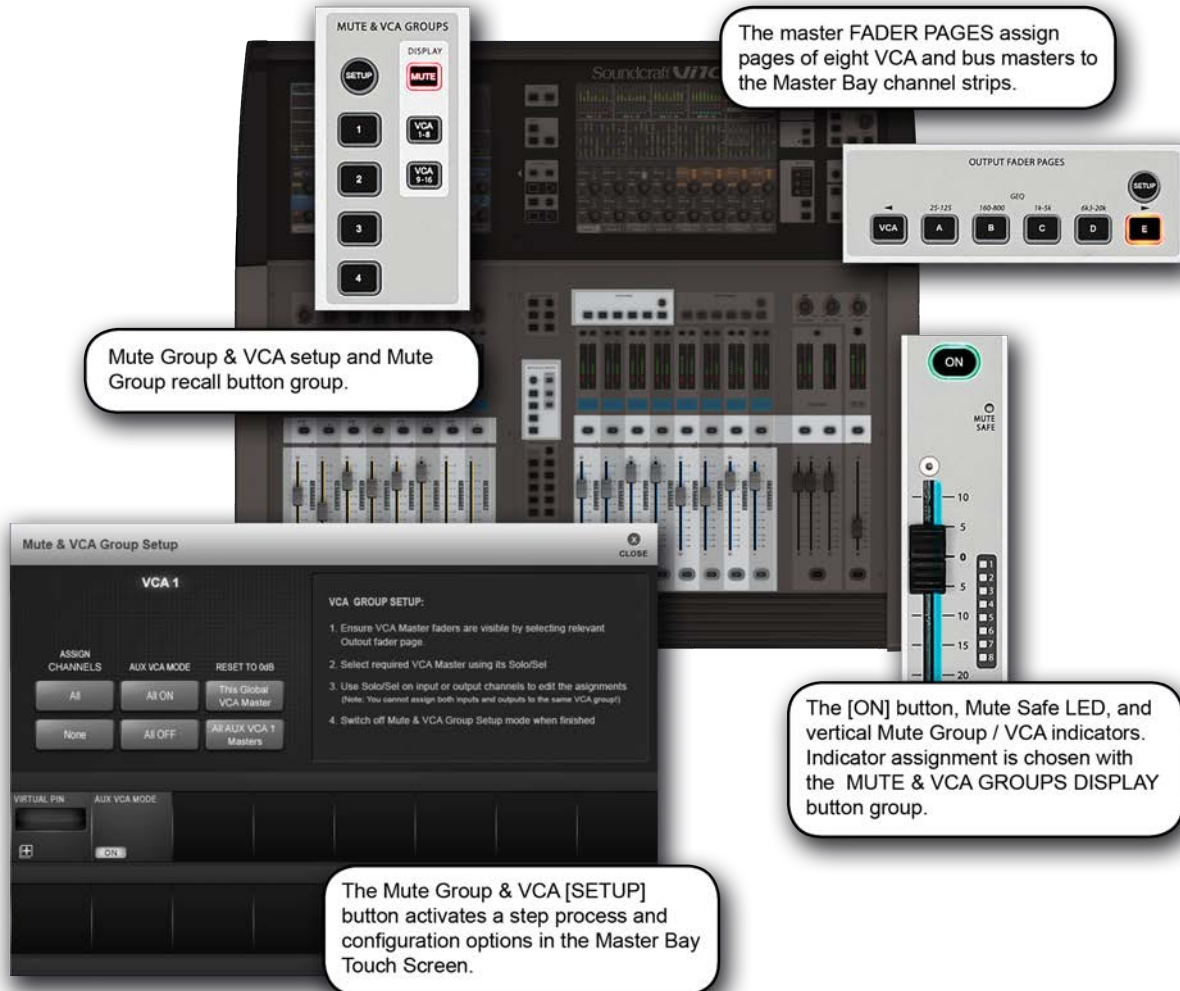 MUTE & VCA GROUPS
DISPLAY
SETUP
MUTE
1
VCA
1-8
2
VCA
9-16
3
4
Soundcraft
The master FADER PAGES assign
pages of eight VCA and bus masters to
the Master Bay channel strips.
OUTPUT FADER PAGES
SETUP
GEQ
◄ 25-125 160-800 1k-5k 6k3-20k ►
VCA A B C D E
Mute Group & VCA setup and Mute
Group recall button group.
ON
MUTE
SAFE
10
5
0
5
10
15
20
1
2
3
4
5
6
7
8
Mute & VCA Group Setup
CLOSE
VCA 1
ASSIGN
CHANNELS AUX VCA MODE RESET TO 0dB
All All ON This Global
VCA Master
None All OFF All AUX VCA 1
Masters
VCA GROUP SETUP:
1. Ensure VCA Master faders are visible by selecting relevant
Outout fader page.
2. Select required VCA Master using its Solo/Sel
3. Use Solo/Sel on input or output channels to edit the asignments
(Note: You cannot assign both inputs and outputs to the same VCA group!)
4. Switch off Mute & VCA Group Setup mode when finished
VIRTUAL PIN AUX VCA MODE
ON
The [ON] button, Mute Safe LED, and
vertical Mute Group / VCA indicators.
Indicator assignment is chosen with
the MUTE & VCA GROUPS DISPLAY
button group.
The Mute Group & VCA [SETUP]
button activates a step process and
configuration options in the Master Bay
Touch Screen.